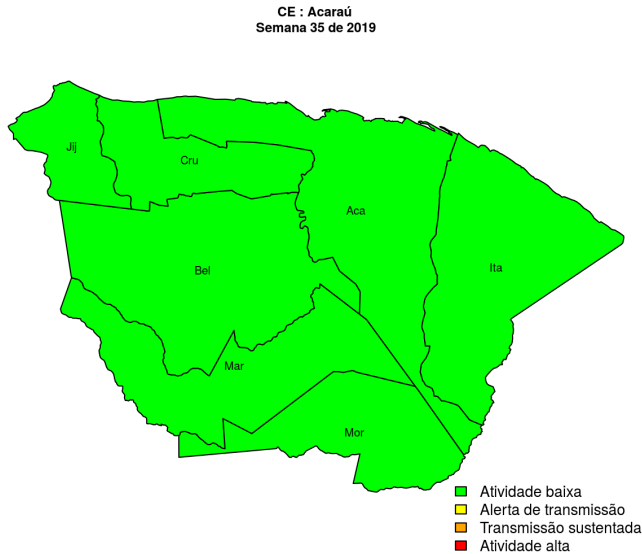 CE : Acaraú
Semana 35 de 2019
Jij
Cru
Aca
Bel
Ita
Mar
Mor
Atividade baixa
Alerta de transmissão
Transmissão sustentada
Atividade alta